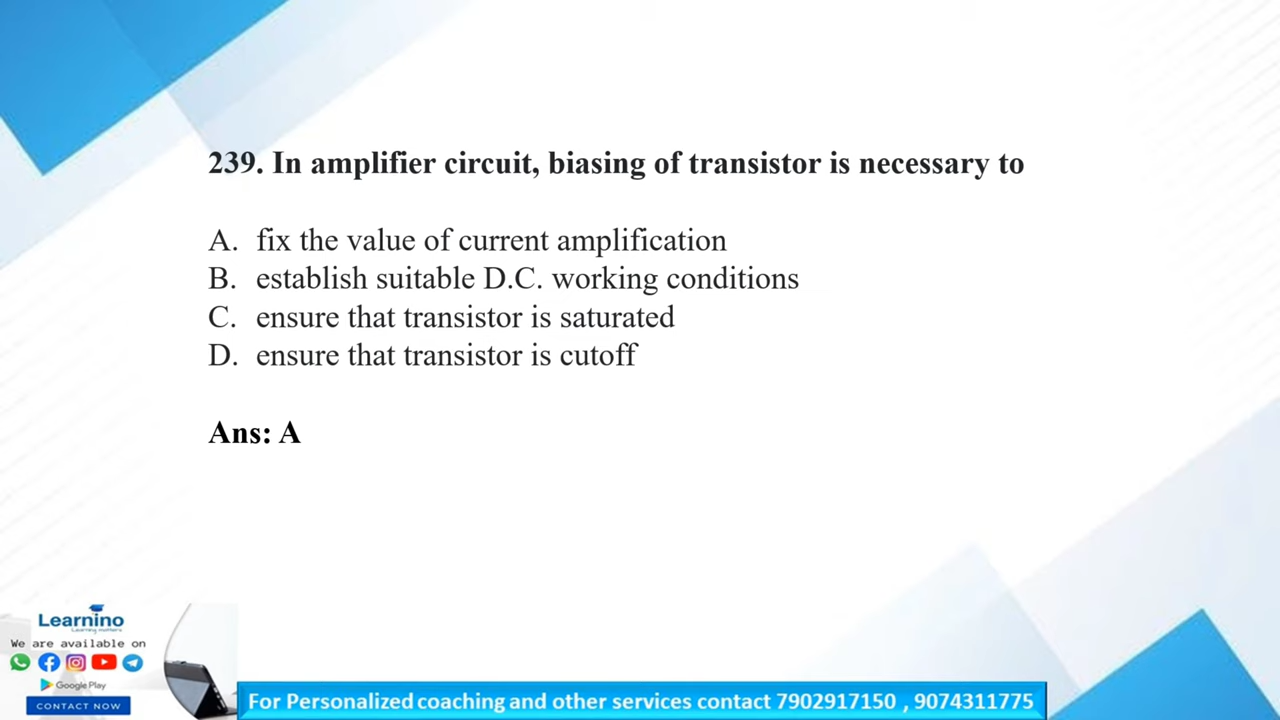 239. In amplifier circuit, biasing of transistor is necessary to
A. fix the value of current amplification
B. establish suitable D.C. working conditions
C. ensure that transistor is saturated
D. ensure that transistor is cutoff
Ans: A
Learnino
Learning matters
We are available on
Google Play
CONTACT NOW
For Personalized coaching and other services contact 7902917150 , 9074311775